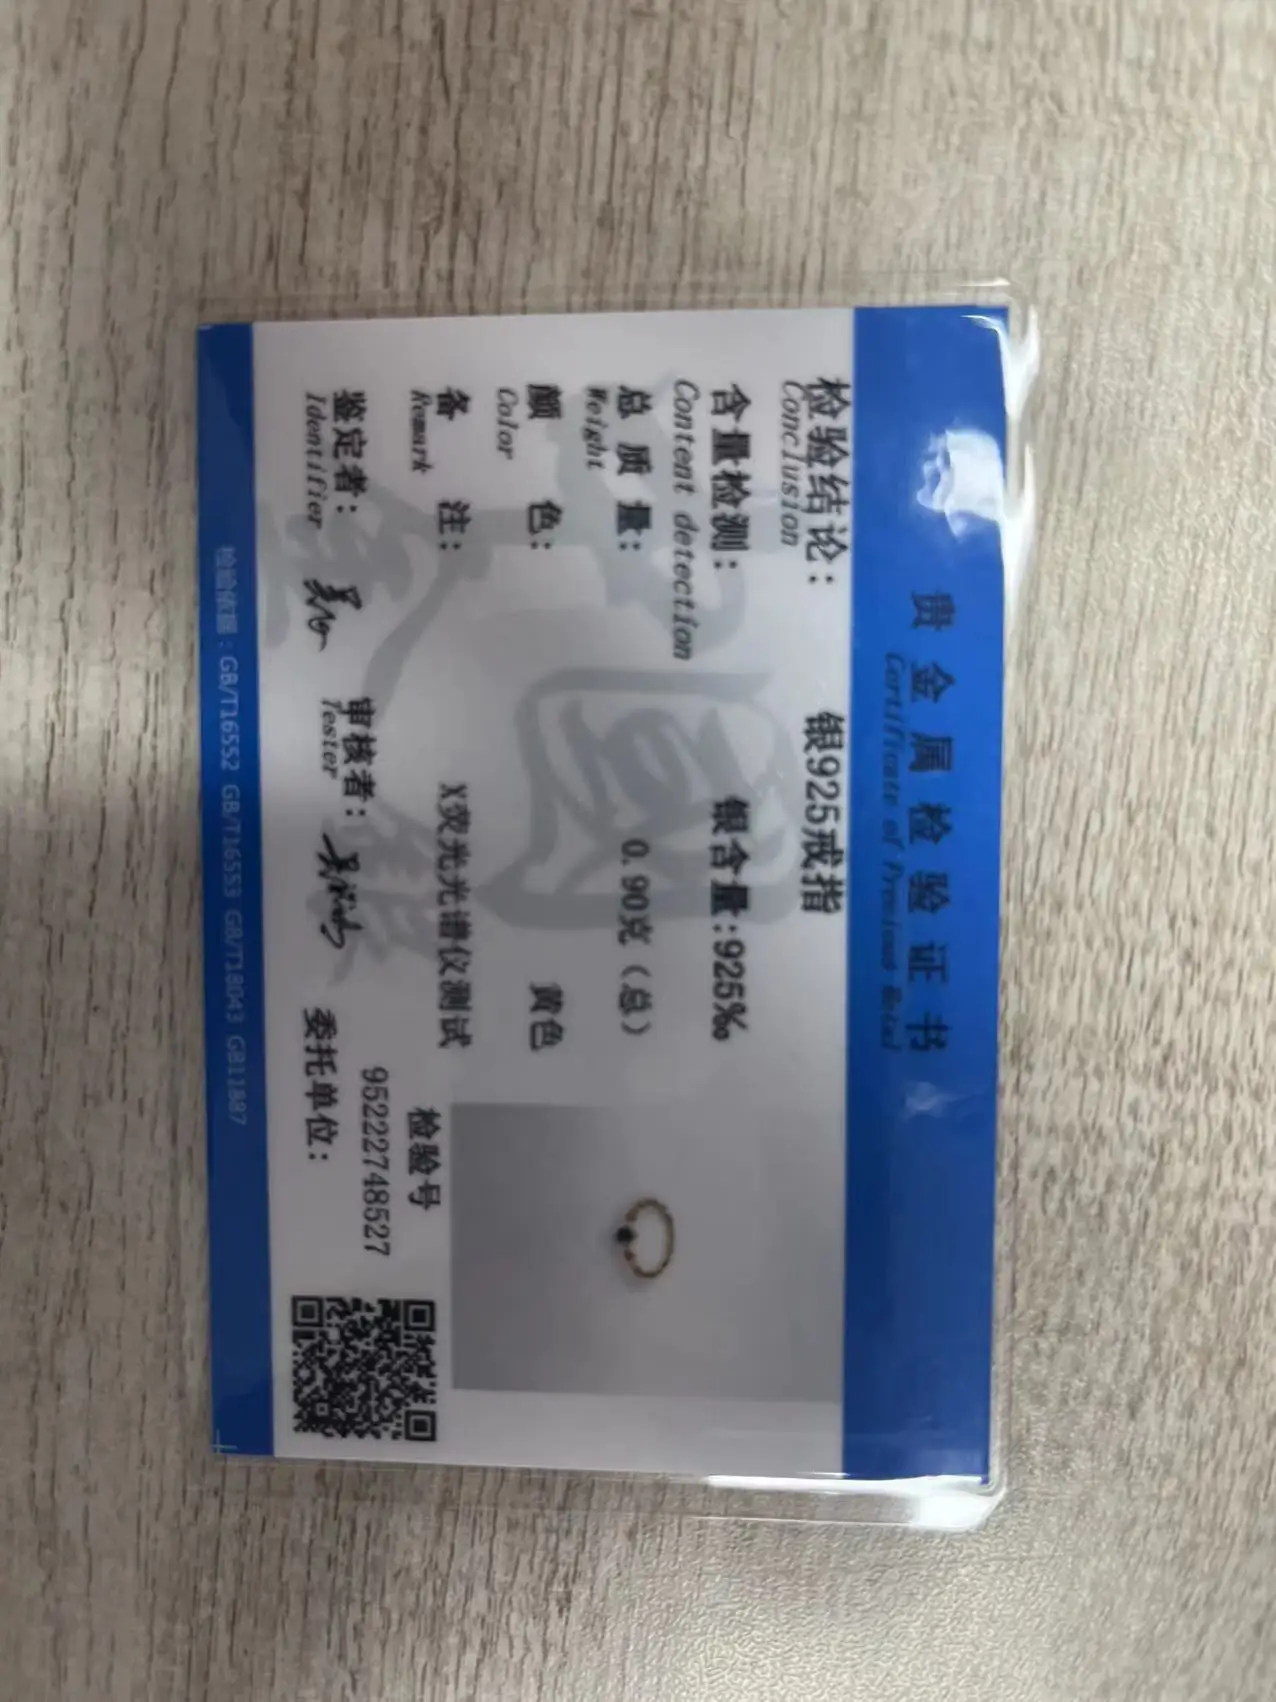 贵金属检验证书
Certificate of Precious Metal
检验结论： 银925戒指
Conclusion
含量检测： 银含量:925‰
Content detection
总质量： 0.90克（总）
Weight
颜色： 黄色
Color
备注： X荧光光谱仪测试
Remark
检验号
95222748527
鉴定者： 审核者： 委托单位：
Identifier Tester
检验依据：GB/T16552 GB/T16553 GB/T18043 GB11887